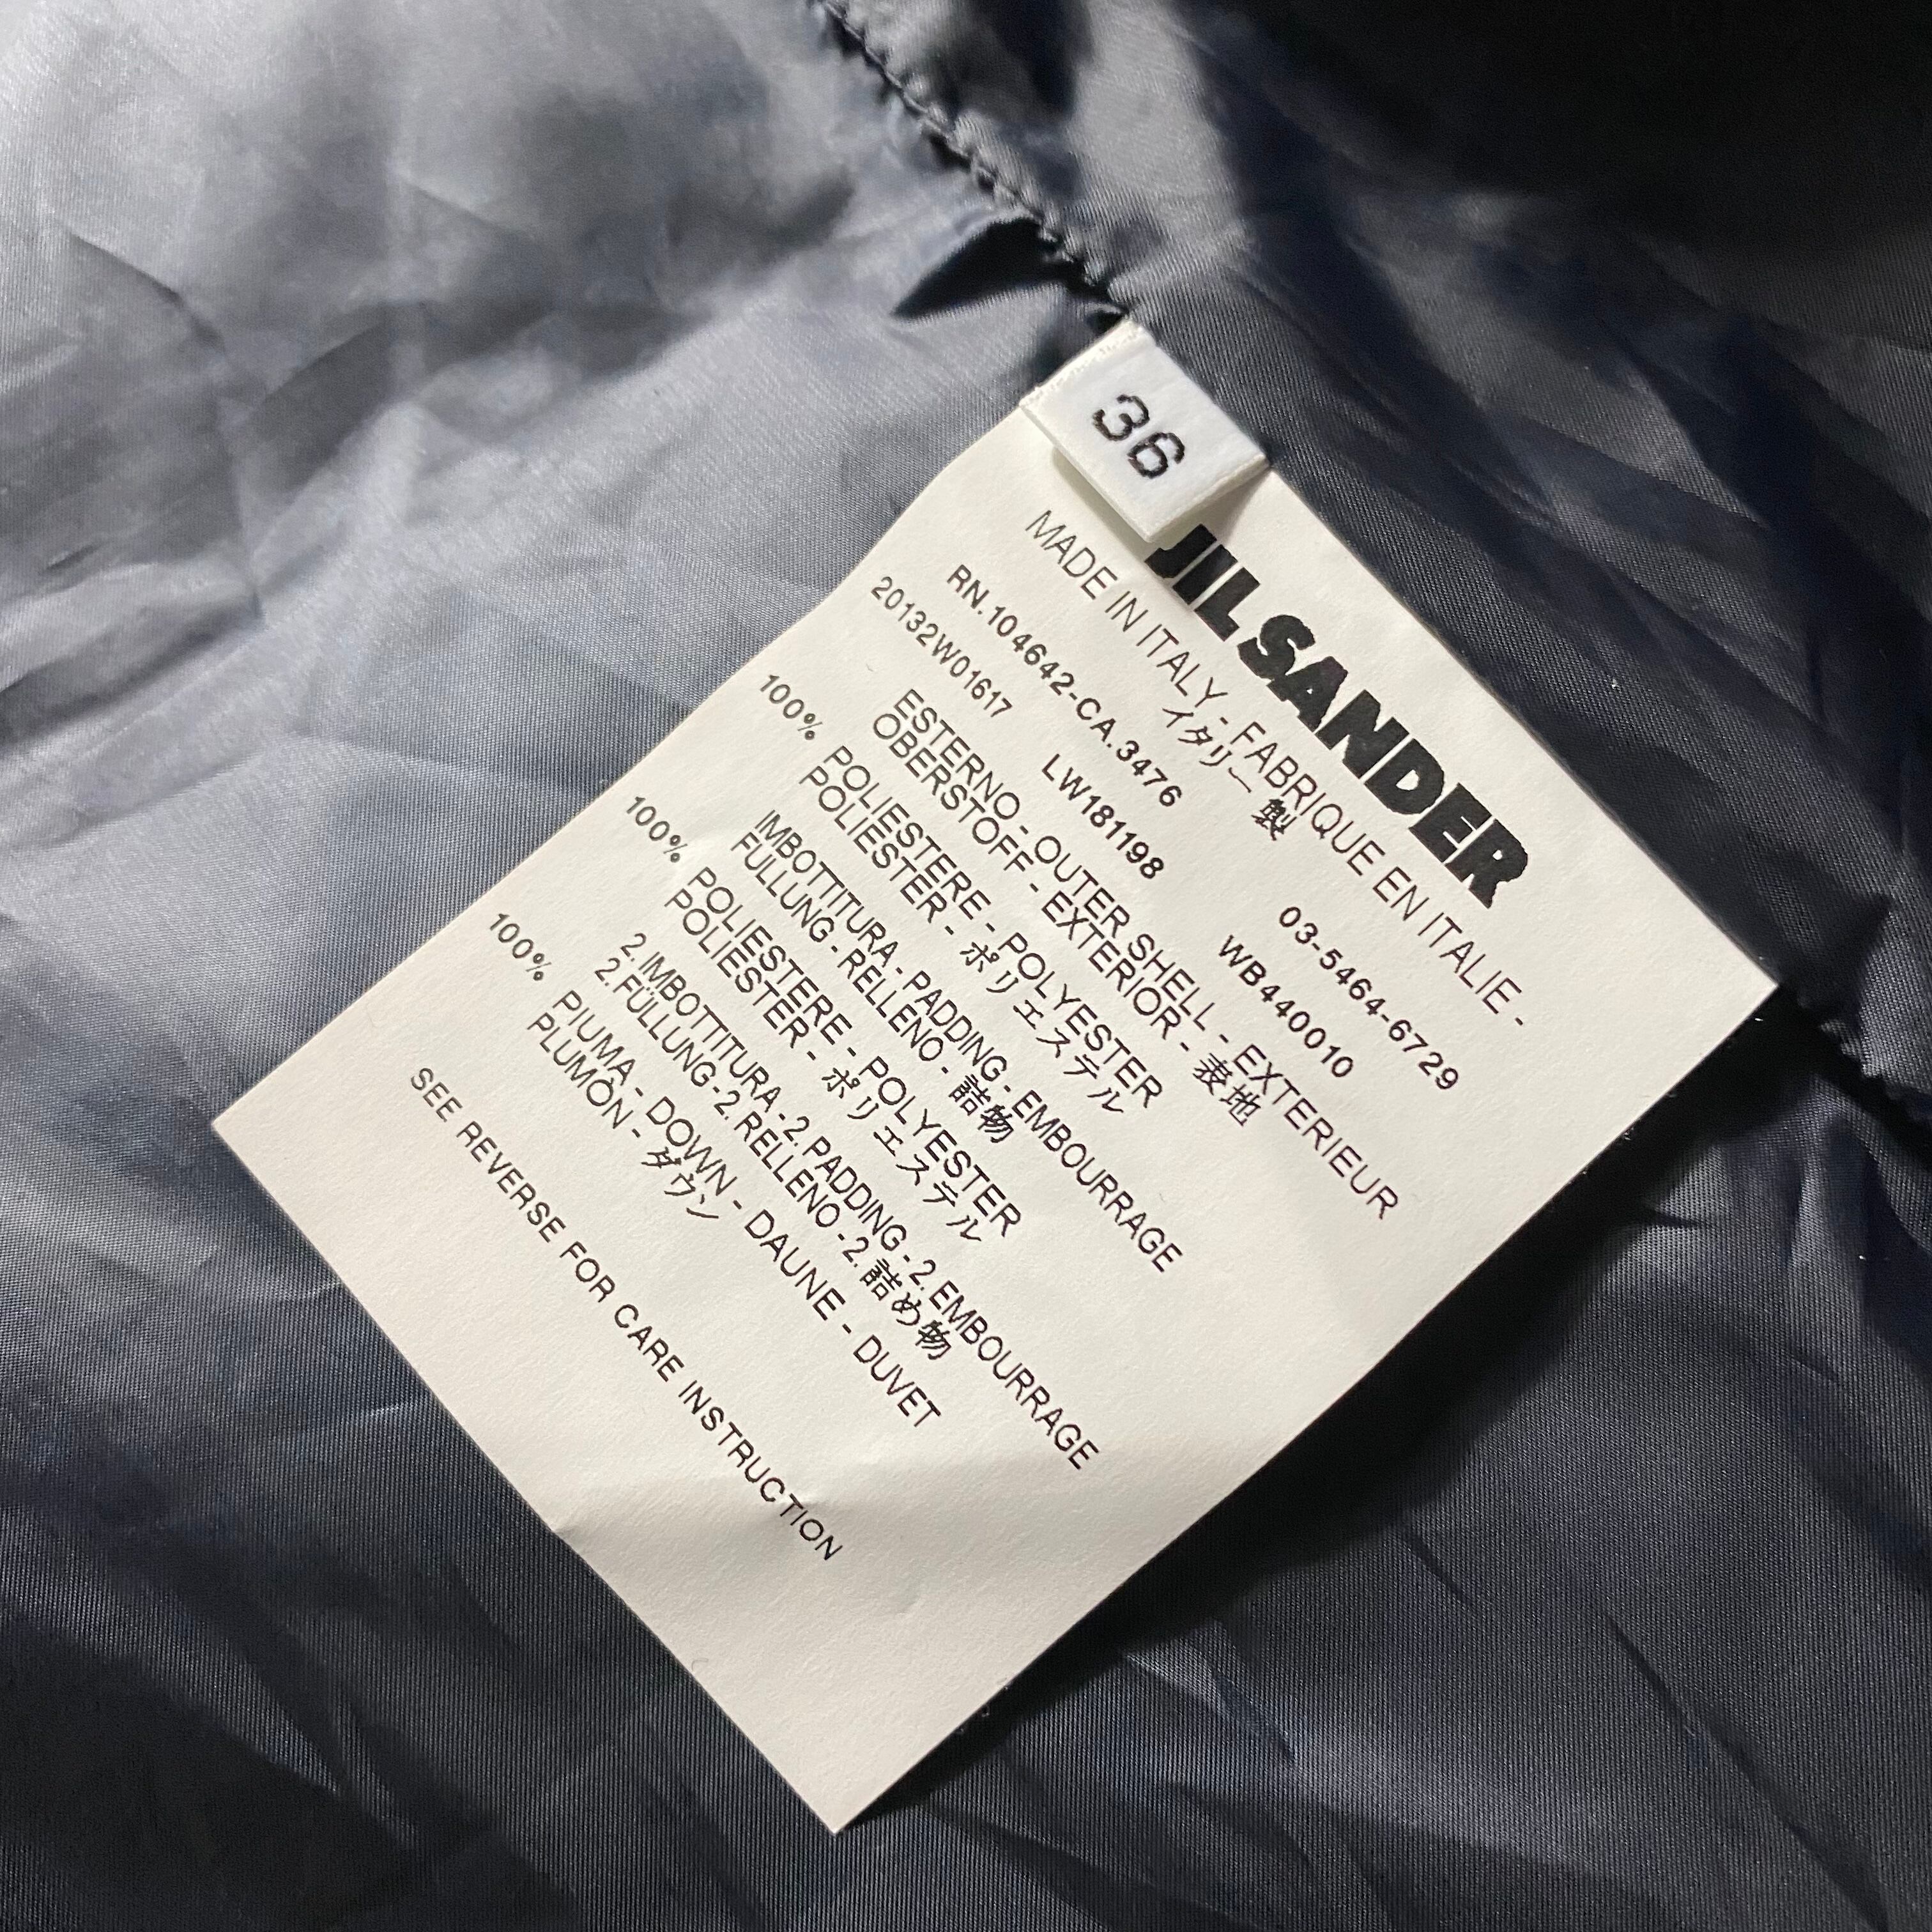 36
JIL SANDER
MADE IN ITALY - FABRIQUE EN ITALIE -
イタリー製
RN.104642-CA.3476 03-5464-6729
20132W01617 LW181198 WB440010
ESTERNO - OUTER SHELL - EXTERIEUR
OBERSTOFF - EXTERIOR - 表地
100% POLIESTERE - POLYESTER
POLIESTER - ポリエステル
IMBOTTITURA - PADDING - EMBOURRAGE
FULLUNG - RELLENO - 詰物
100% POLIESTERE - POLYESTER
POLIESTER - ポリエステル
2.IMBOTTITURA - 2.PADDING - 2.EMBOURRAGE
2.FÜLLUNG - 2.RELLENO - 2.詰め物
100% PIUMA - DOWN - DAUNE - DUVET
PLUMÒN - ダウン
SEE REVERSE FOR CARE INSTRUCTION